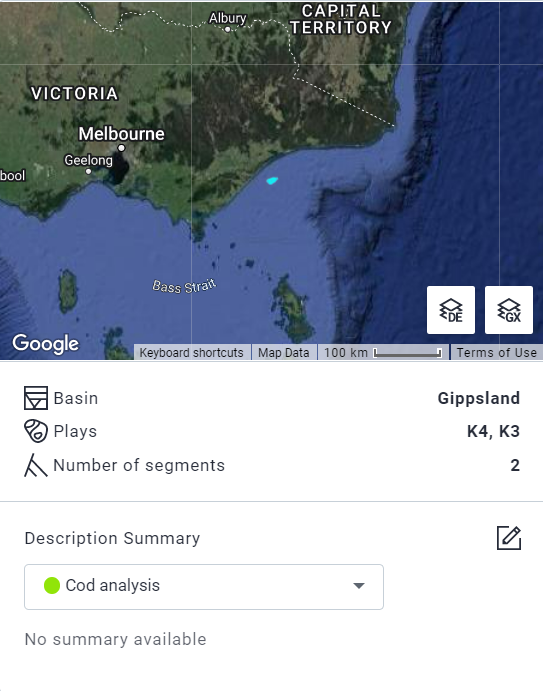 CAPITAL
Albury
TERRITORY
VICTORIA
Melbourne
Geelong
bool
Bass Strait
DE
GX
Google
Keyboard shortcuts
Map Data
100 km
Terms of Use
Basin Gippsland
Plays K4, K3
Number of segments 2
Description Summary
Cod analysis
No summary available